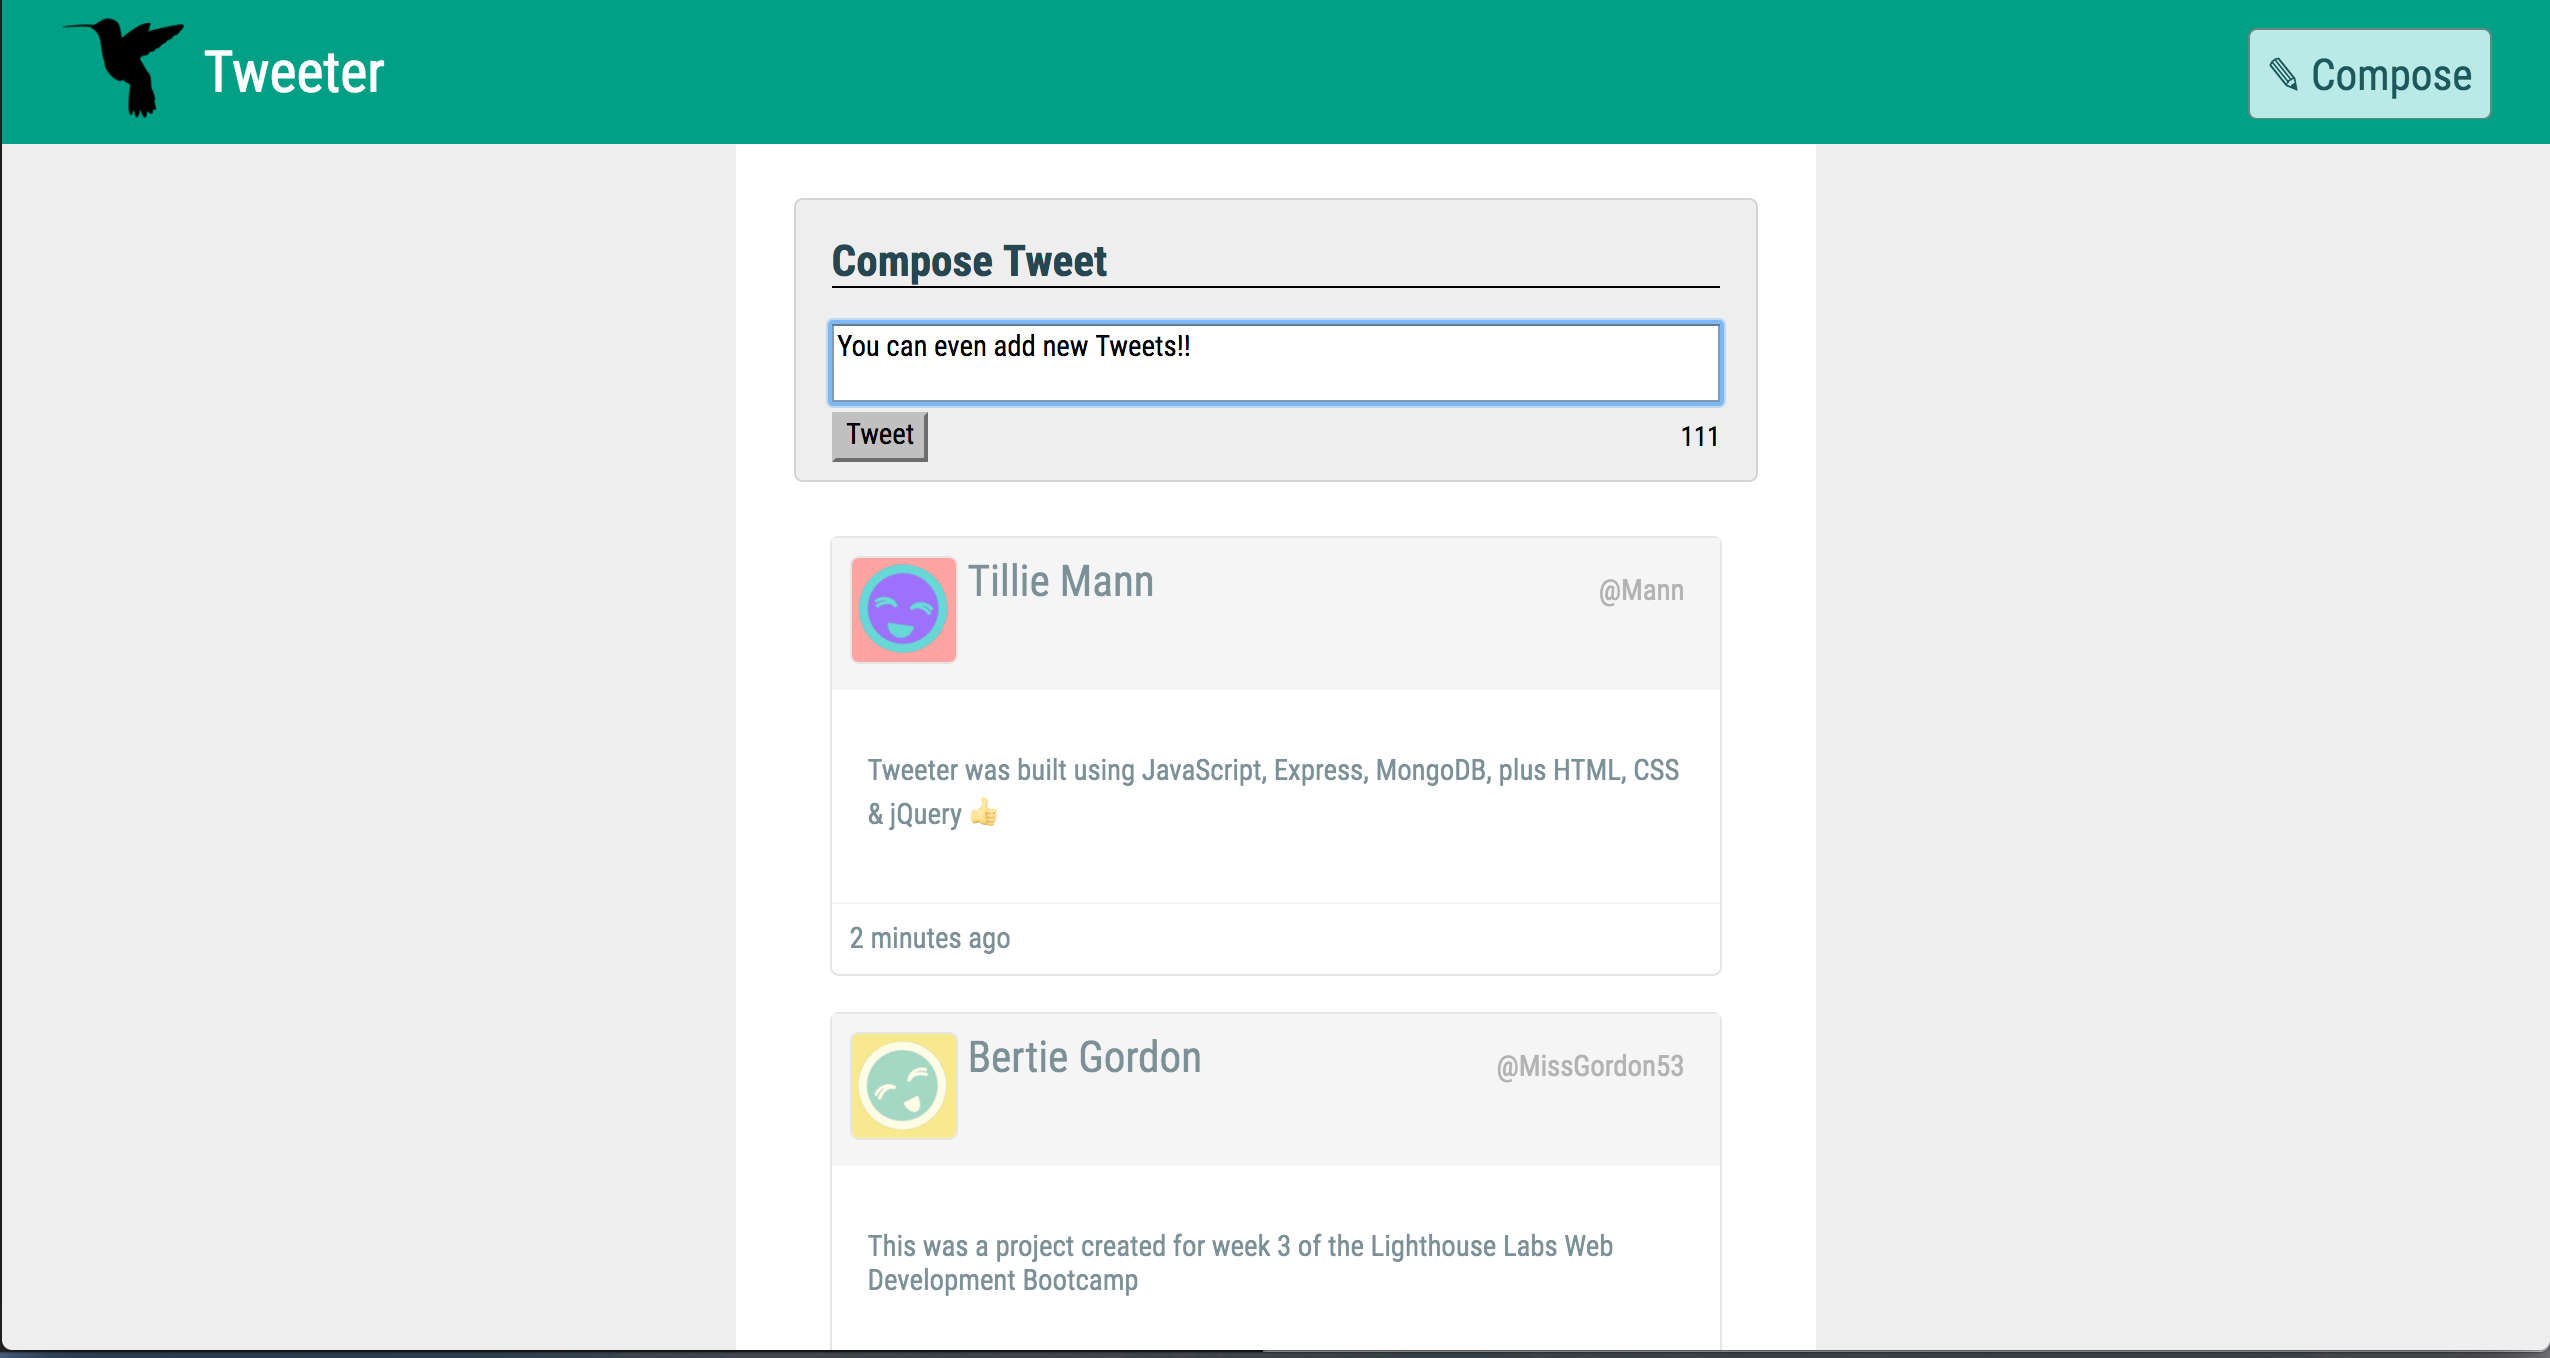 Tweeter
✎ Compose
Compose Tweet
You can even add new Tweets!!
Tweet
111
Tillie Mann
@Mann
Tweeter was built using JavaScript, Express, MongoDB, plus HTML, CSS
& jQuery 👍
2 minutes ago
Bertie Gordon
@MissGordon53
This was a project created for week 3 of the Lighthouse Labs Web
Development Bootcamp